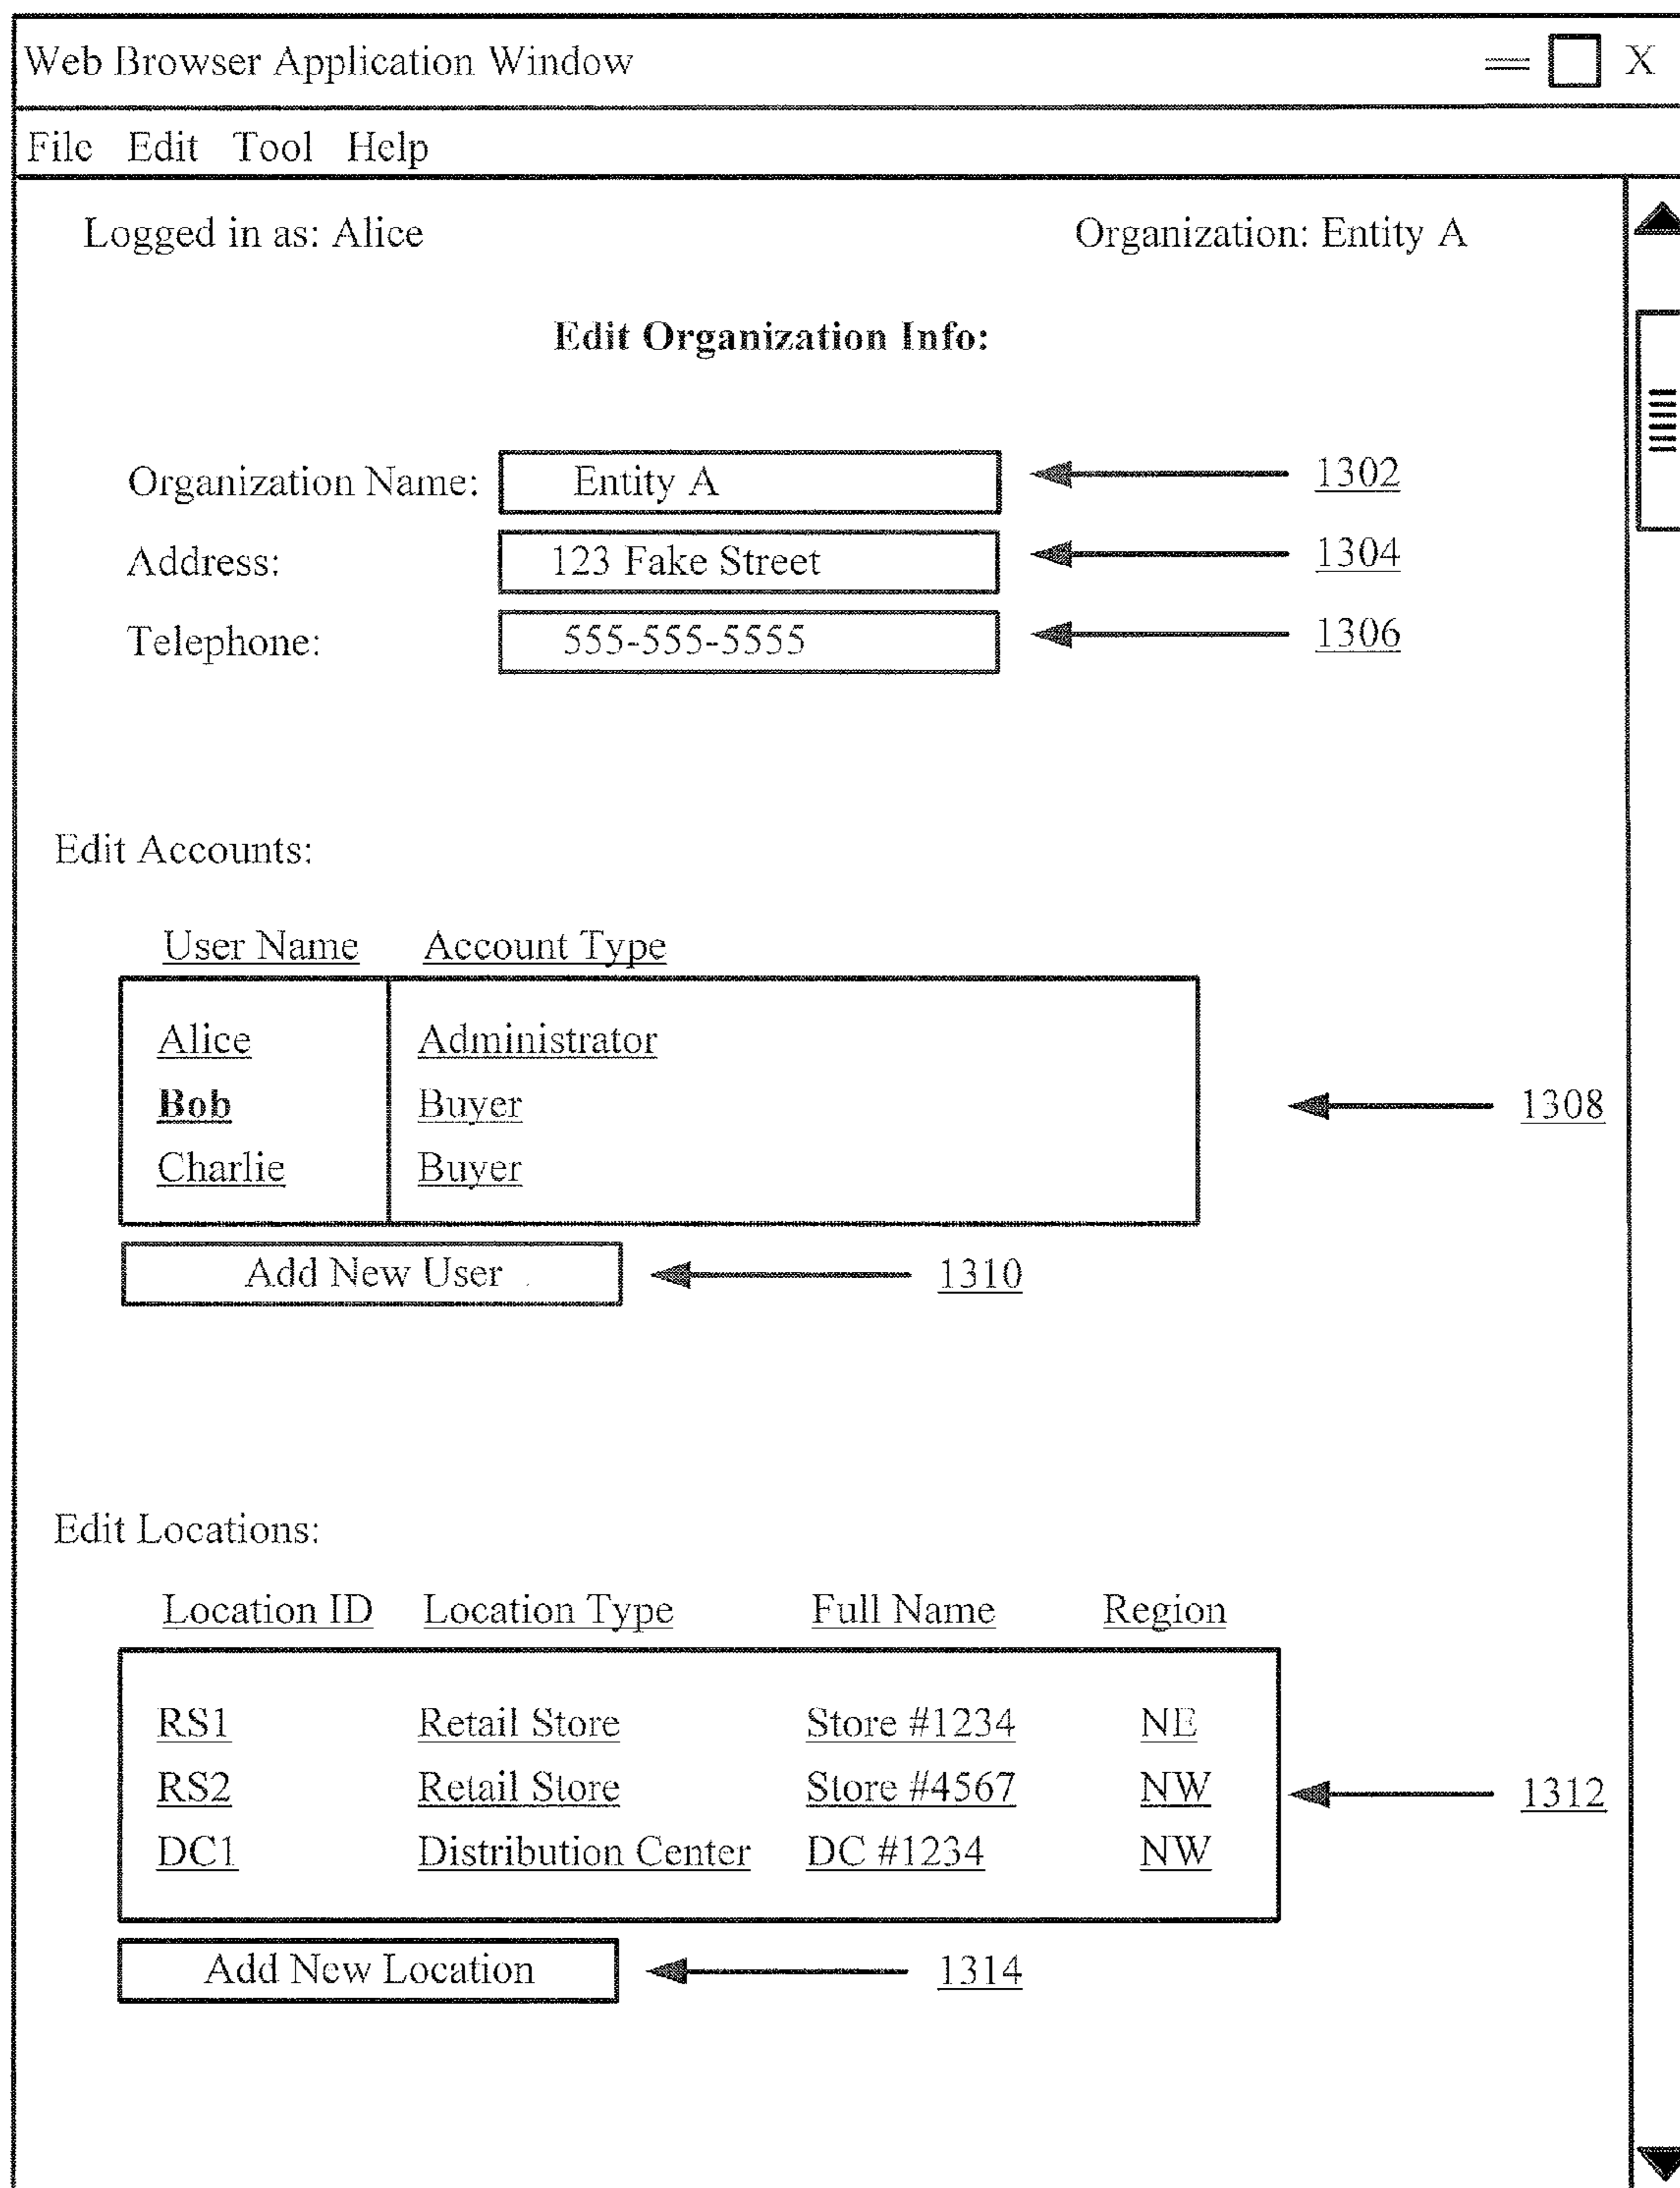 Web Browser Application Window X
File Edit Tool Help
Logged in as: Alice Organization: Entity A
Edit Organization Info:
Organization Name: Entity A 1302
Address: 123 Fake Street 1304
Telephone: 555-555-5555 1306
Edit Accounts:
User Name Account Type
Alice Administrator
Bob Buyer 1308
Charlie Buyer
Add New User 1310
Edit Locations:
Location ID Location Type Full Name Region
RS1 Retail Store Store #1234 NE
RS2 Retail Store Store #4567 NW 1312
DC1 Distribution Center DC #1234 NW
Add New Location 1314